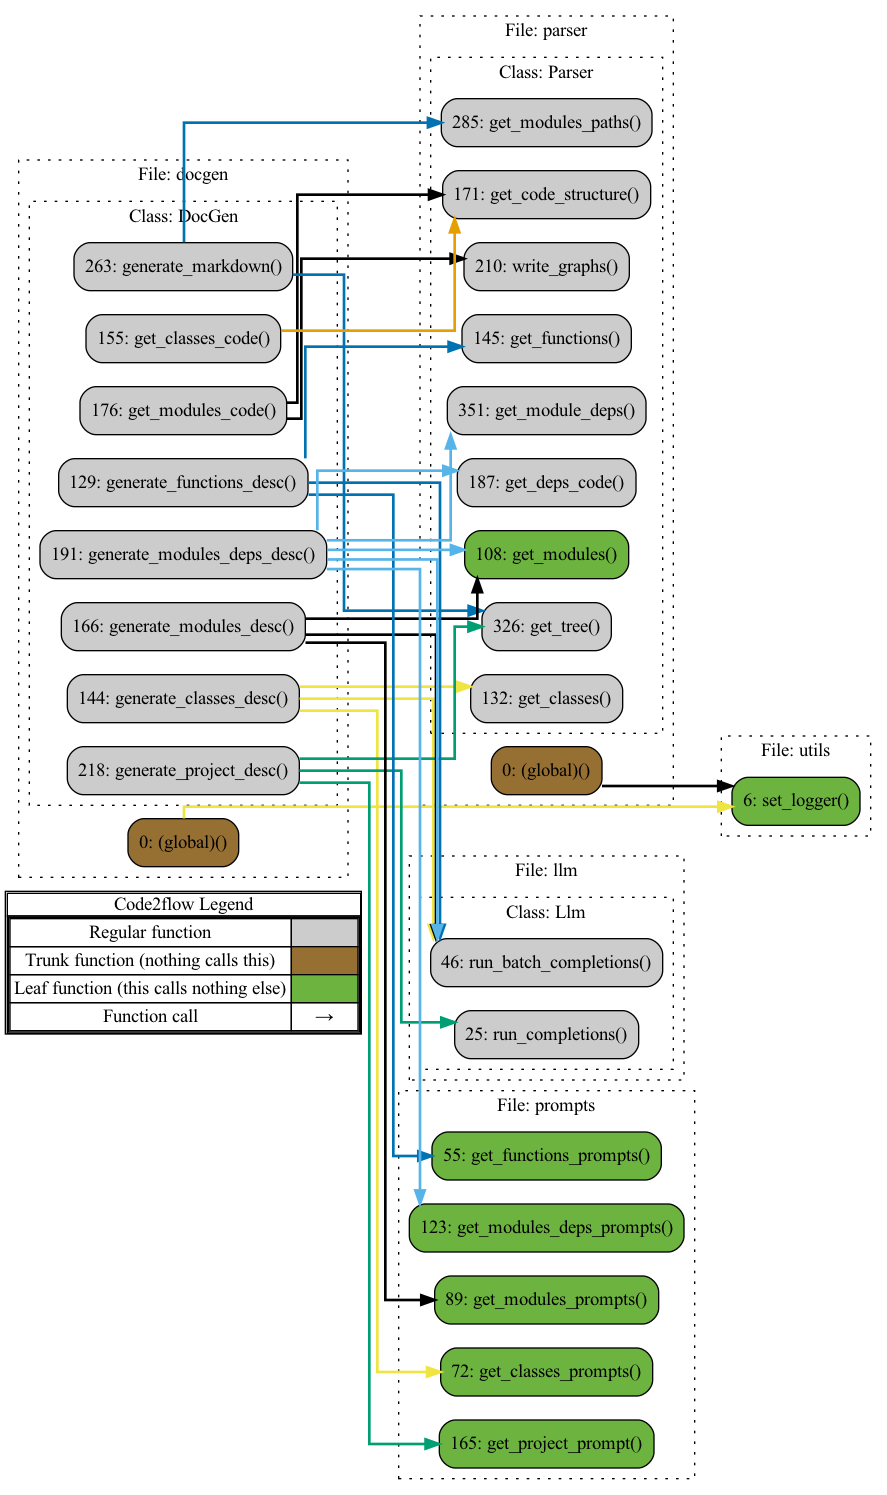 File: parser
Class: Parser
285: get_modules_paths()
171: get_code_structure()
210: write_graphs()
145: get_functions()
351: get_module_deps()
187: get_deps_code()
108: get_modules()
326: get_tree()
132: get_classes()
0: (global)()
File: docgen
Class: DocGen
263: generate_markdown()
155: get_classes_code()
176: get_modules_code()
129: generate_functions_desc()
191: generate_modules_deps_desc()
166: generate_modules_desc()
144: generate_classes_desc()
218: generate_project_desc()
0: (global)()
File: utils
6: set_logger()
File: llm
Class: Llm
46: run_batch_completions()
25: run_completions()
File: prompts
55: get_functions_prompts()
123: get_modules_deps_prompts()
89: get_modules_prompts()
72: get_classes_prompts()
165: get_project_prompt()
Code2flow Legend
Regular function
Trunk function (nothing calls this)
Leaf function (this calls nothing else)
Function call →